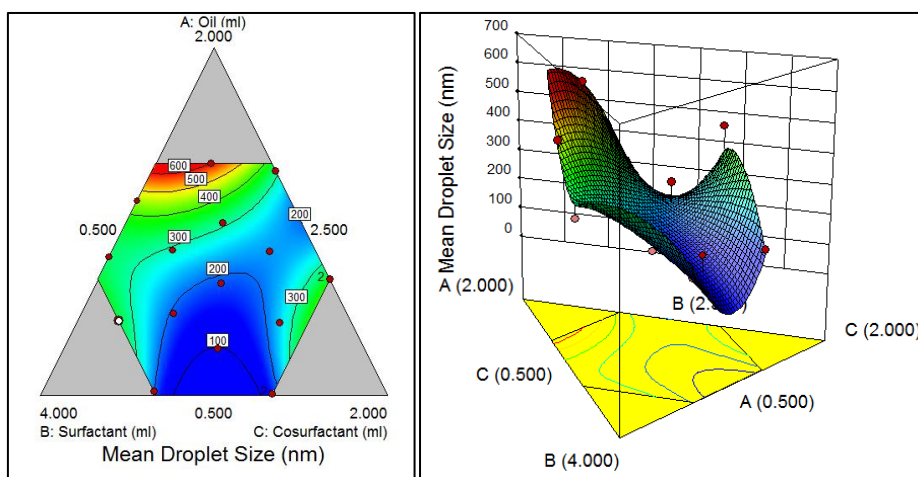 A: Oil (ml)
2.000
600
500
400
0.500
200
2.500
300
200
2
300
100
2
4.000
0.500
2.000
B: Surfactant (ml)
C: Cosurfactant (ml)
Mean Droplet Size (nm)
700
600
500
400
300
200
100
0
Mean Droplet Size (nm)
A (2.000)
B (2.
C (2.000)
C (0.500)
A (0.500)
B (4.000)